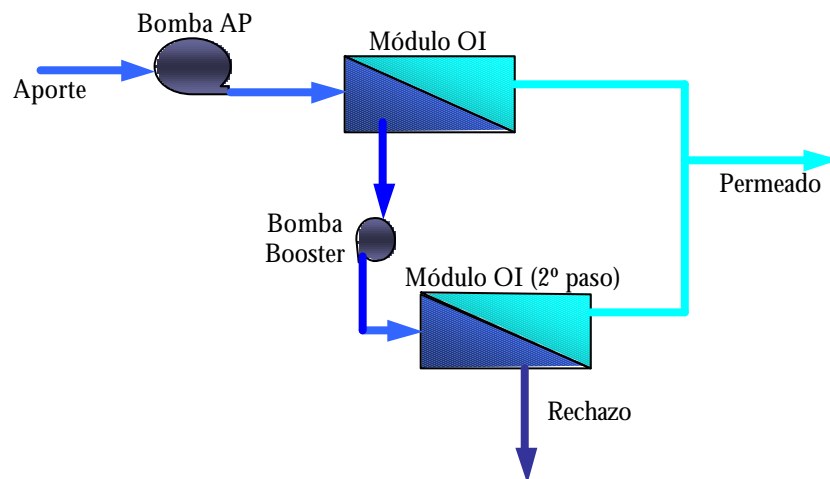 Bomba AP
Módulo OI
Aporte
Permeado
Bomba
Booster
Módulo OI (2º paso)
Rechazo